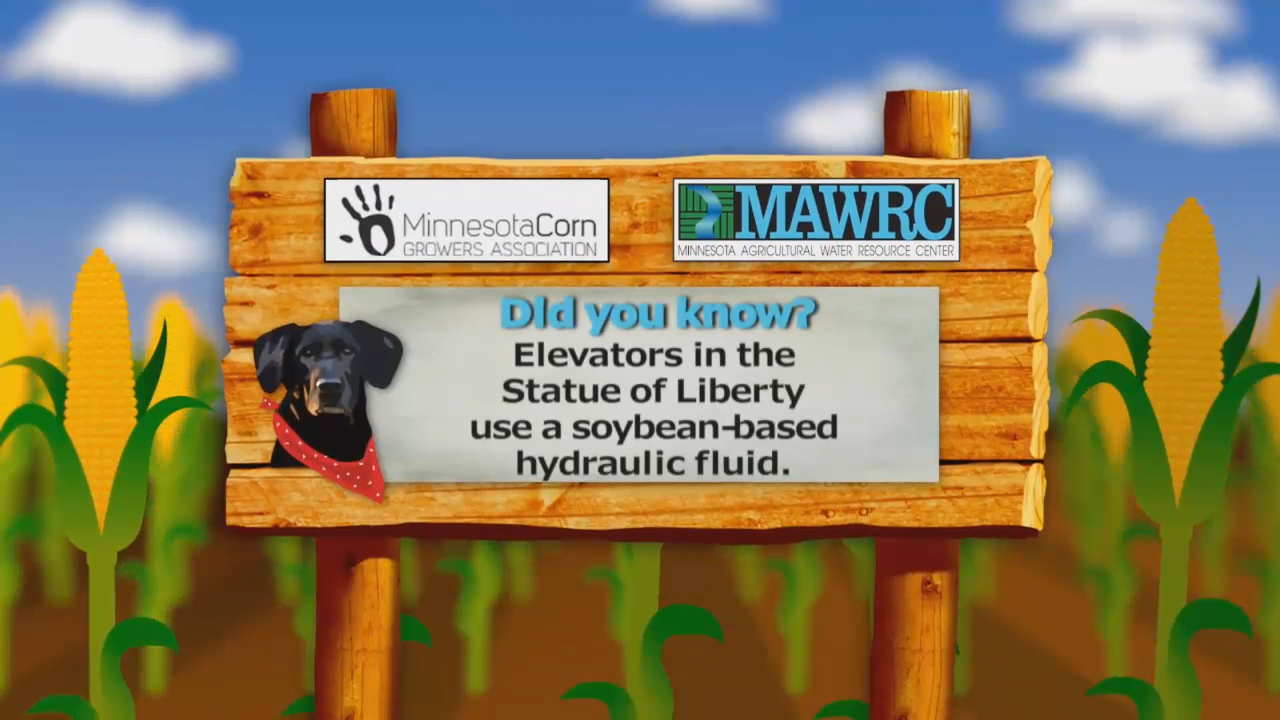 MinnesotaCorn
GROWERS ASSOCIATION
MAWRC
MINNESOTA AGRICULTURAL WATER RESOURCE CENTER
DId you know?
Elevators in the
Statue of Liberty
use a soybean-based
hydraulic fluid.